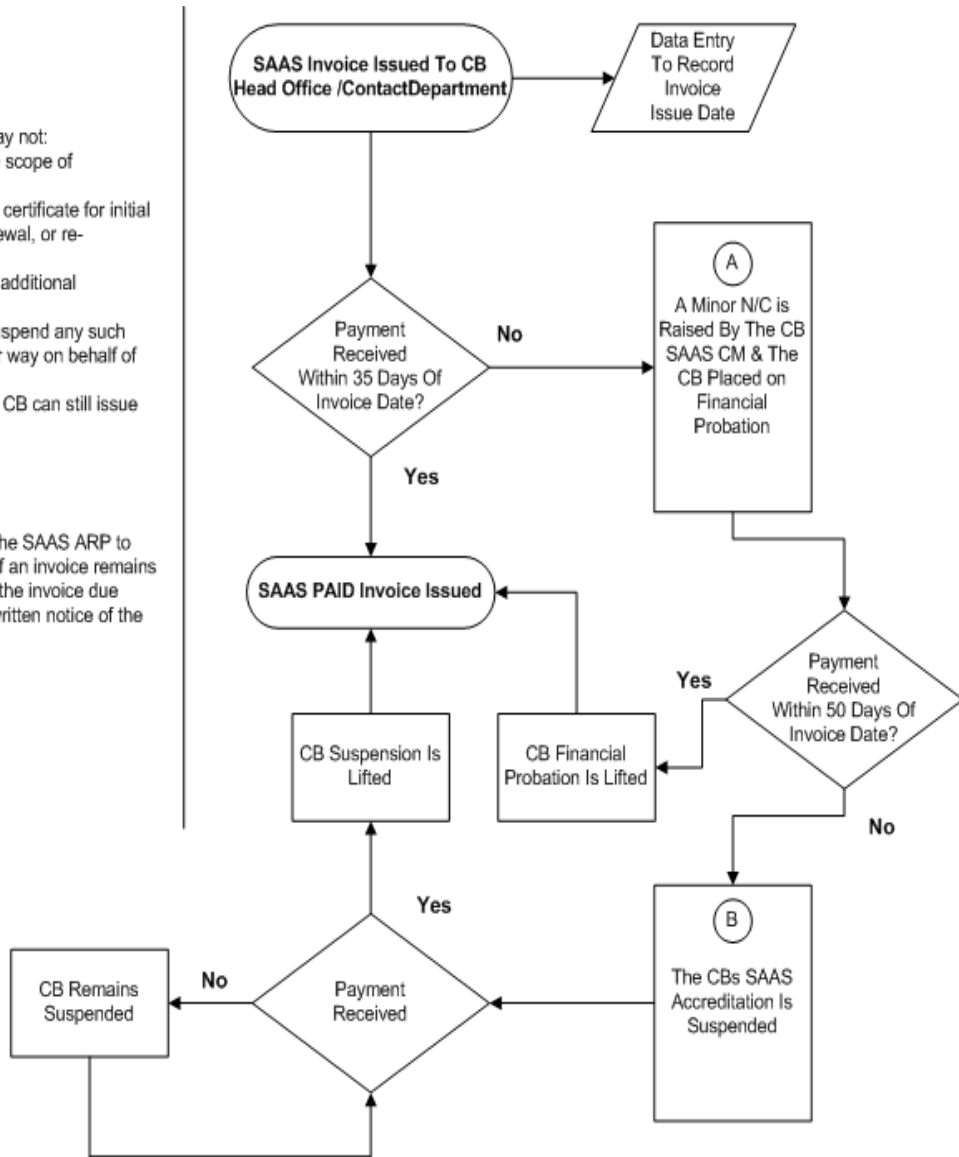 ay not:
scope of
certificate for initial
ewal, or re-
additional
spend any such
way on behalf of
CB can still issue
he SAAS ARP to
f an invoice remains
the invoice due
ritten notice of the
SAAS Invoice Issued To CB
Head Office /ContactDepartment
Data Entry
To Record
Invoice
Issue Date
Payment
Received
Within 35 Days Of
Invoice Date?
No
A
A Minor N/C is
Raised By The CB
SAAS CM & The
CB Placed on
Financial
Probation
Yes
SAAS PAID Invoice Issued
Payment
Received
Within 50 Days Of
Invoice Date?
Yes
CB Financial
Probation Is Lifted
CB Suspension Is
Lifted
No
B
The CBs SAAS
Accreditation Is
Suspended
Payment
Received
Yes
No
CB Remains
Suspended